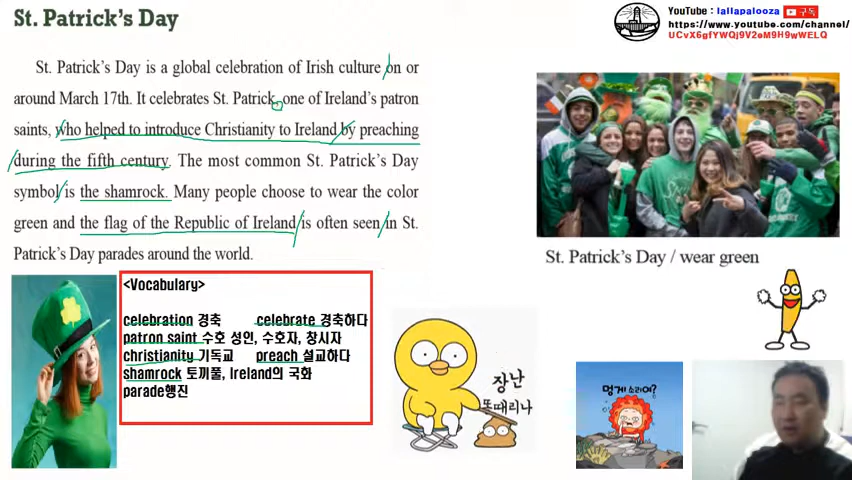 St. Patrick's Day
YouTube : lallapalooza 구독
https://www.youtube.com/channel/
UCvX6gfYWQj9V2eM9H9wWELQ
St. Patrick's Day is a global celebration of Irish culture on or
around March 17th. It celebrates St. Patrick, one of Ireland's patron
saints, who helped to introduce Christianity to Ireland by preaching
during the fifth century. The most common St. Patrick's Day
symbol is the shamrock. Many people choose to wear the color
green and the flag of the Republic of Ireland is often seen in St.
Patrick's Day parades around the world.
St. Patrick's Day / wear green
<Vocabulary>
celebration 경축 celebrate 경축하다
patron saint 수호 성인, 수호자, 창시자
christianity 기독교 preach 설교하다
shamrock 토끼풀, Ireland의 국화
parade행진
장난
똑때리나
멍게 소리여?